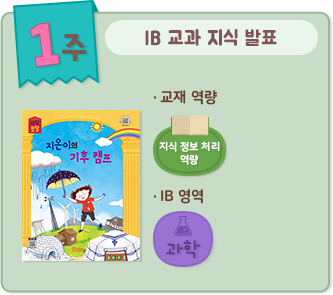 1주
IB 교과 지식 발표
· 교재 역량
지온이의
기후 캠프
지식 정보 처리
역량
· IB 영역
과학